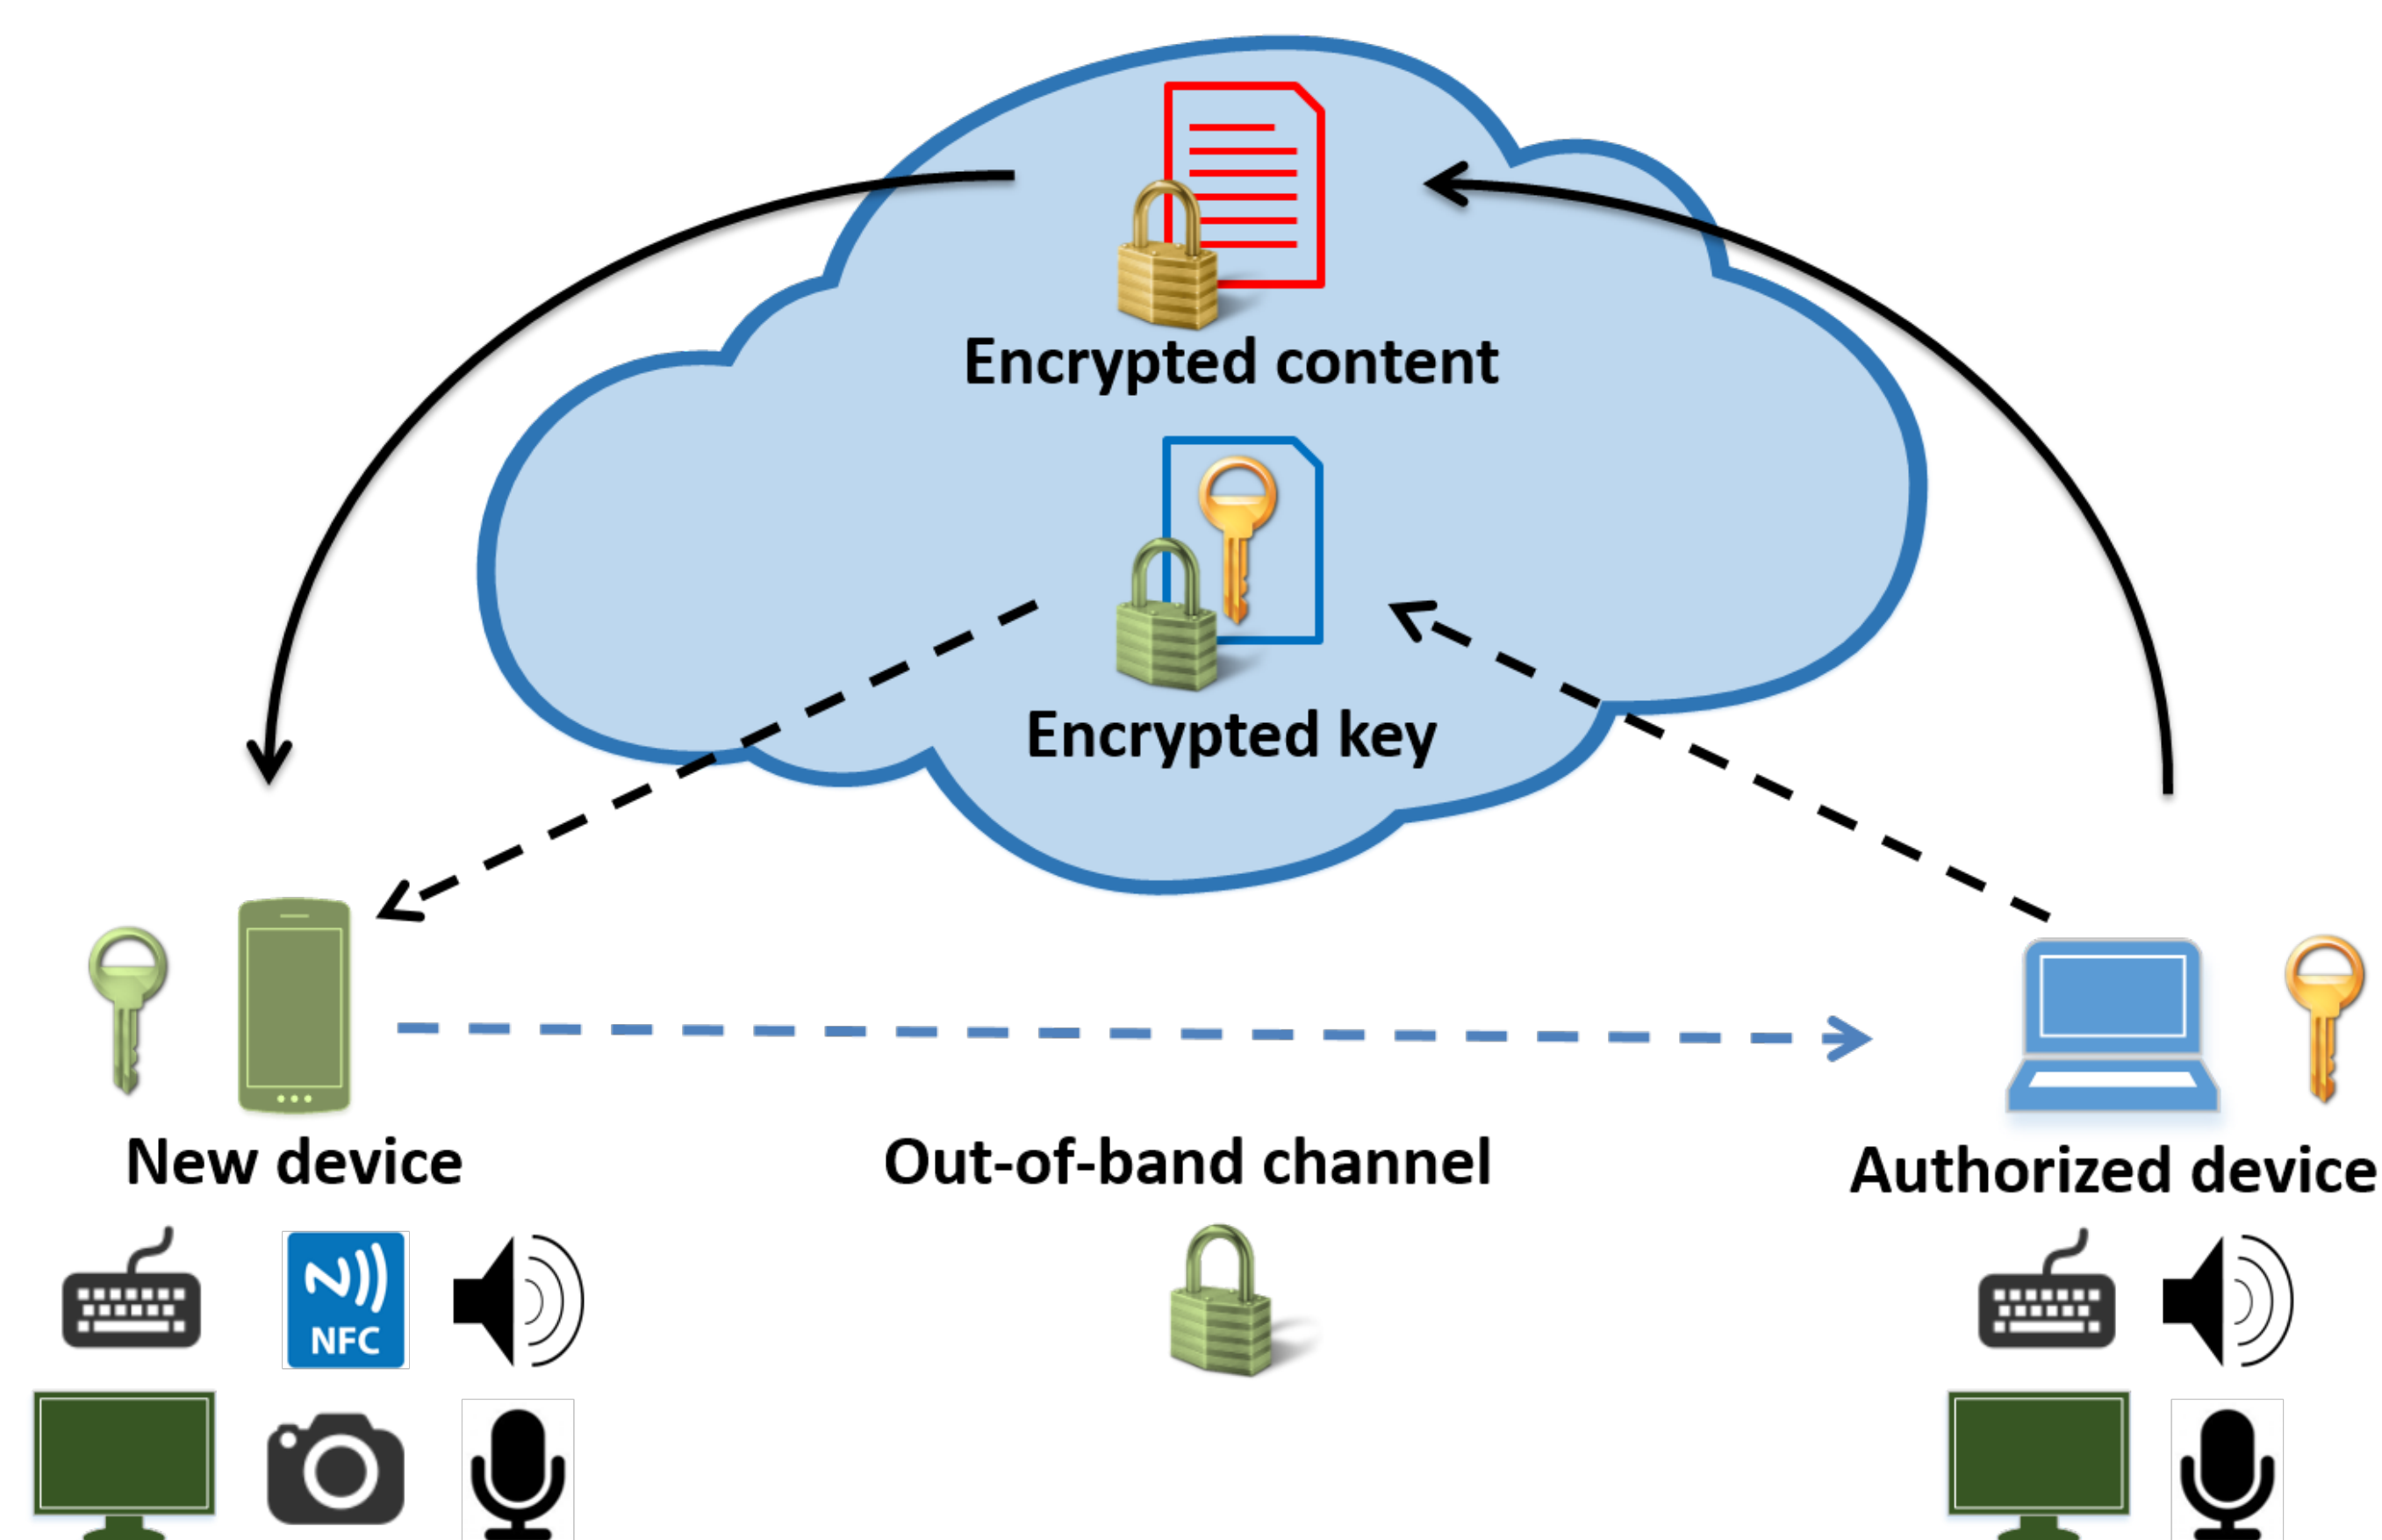 Encrypted content
Encrypted key
New device
Out-of-band channel
Authorized device
NFC